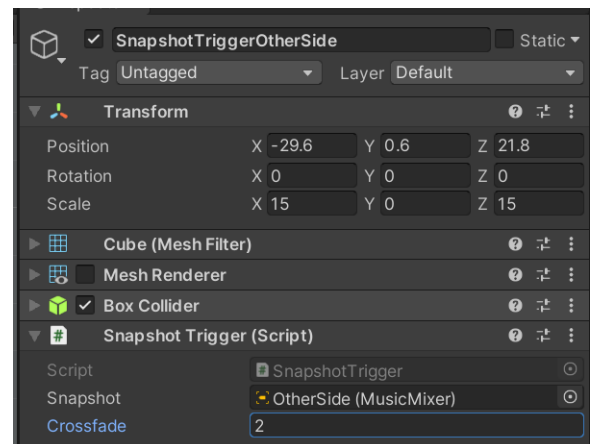 SnapshotTriggerOtherSide Static
Tag Untagged Layer Default
Transform
Position X -29.6 Y 0.6 Z 21.8
Rotation X 0 Y 0 Z 0
Scale X 15 Y 0 Z 15
Cube (Mesh Filter)
Mesh Renderer
Box Collider
# Snapshot Trigger (Script)
Script # SnapshotTrigger
Snapshot OtherSide (MusicMixer)
Crossfade 2